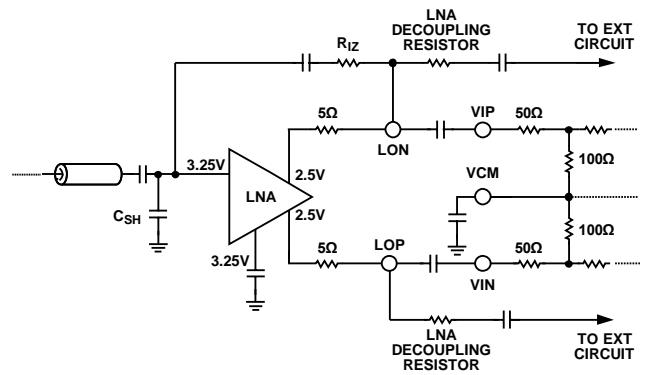 LNA
DECOUPLING
RESISTOR
TO EXT
CIRCUIT
RIZ
5Ω
VIP
50Ω
LON
100Ω
3.25V
2.5V
LNA
VCM
CSH
2.5V
100Ω
3.25V
5Ω
LOP
50Ω
VIN
LNA
DECOUPLING
RESISTOR
TO EXT
CIRCUIT